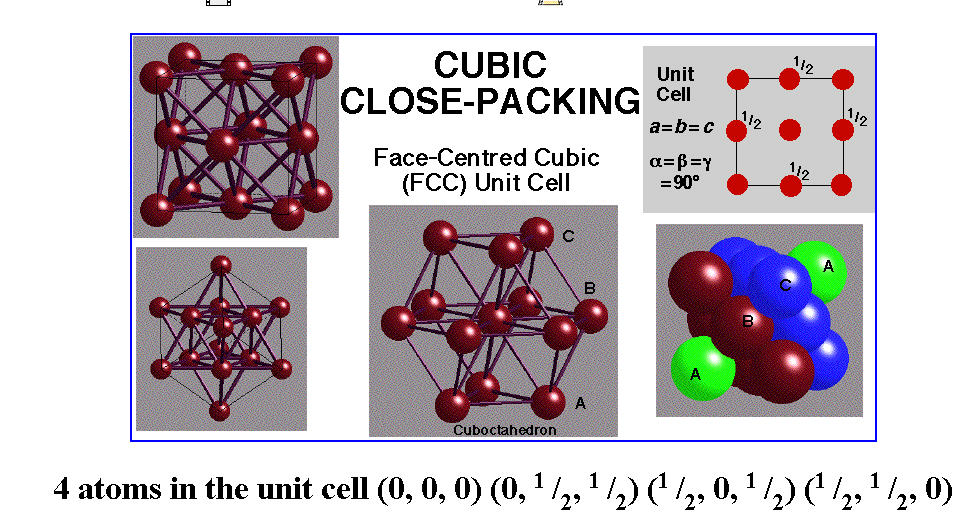 CUBIC
CLOSE-PACKING
Face-Centred Cubic
(FCC) Unit Cell
Unit
Cell
a=b=c
α=β=γ
=90°
1/2
1/2
1/2
1/2
C
B
A
Cuboctahedron
A
C
B
A
4 atoms in the unit cell (0, 0, 0) (0, 1/2, 1/2) (1/2, 0, 1/2) (1/2, 1/2, 0)